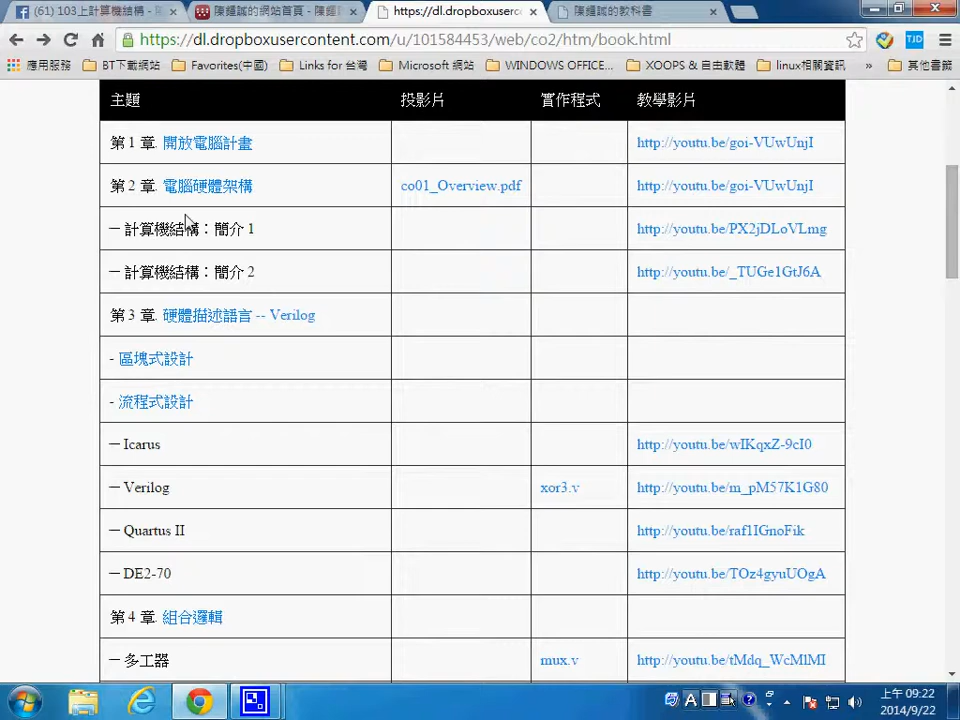 (61) 103上計算機結構 -
陳鍾誠的網站首頁 - 陳鍾
https://dl.dropboxuserc
陳鍾誠的教科書
https://dl.dropboxusercontent.com/u/101584453/web/co2/htm/book.html
應用服務 BT下載網站 Favorites(中國) Links for 台灣 Microsoft 網站 WINDOWS OFFICE... XOOPS & 自由軟體 linux相關資訊 » 其他書籤
TJD
主題 投影片 實作程式 教學影片
第 1 章. 開放電腦計畫 http://youtu.be/goi-VUwUnjI
第 2 章. 電腦硬體架構 co01_Overview.pdf http://youtu.be/goi-VUwUnjI
— 計算機結構：簡介 1 http://youtu.be/PX2jDLoVLmg
— 計算機結構：簡介 2 http://youtu.be/_TUGe1GtJ6A
第 3 章. 硬體描述語言 -- Verilog
- 區塊式設計
- 流程式設計
— Icarus http://youtu.be/wIKqxZ-9cI0
— Verilog xor3.v http://youtu.be/m_pM57K1G80
— Quartus II http://youtu.be/raf1IGnoFik
— DE2-70 http://youtu.be/TOz4gyuUOgA
第 4 章. 組合邏輯
— 多工器 mux.v http://youtu.be/tMdq_WcMlMI
上午 09:22
2014/9/22